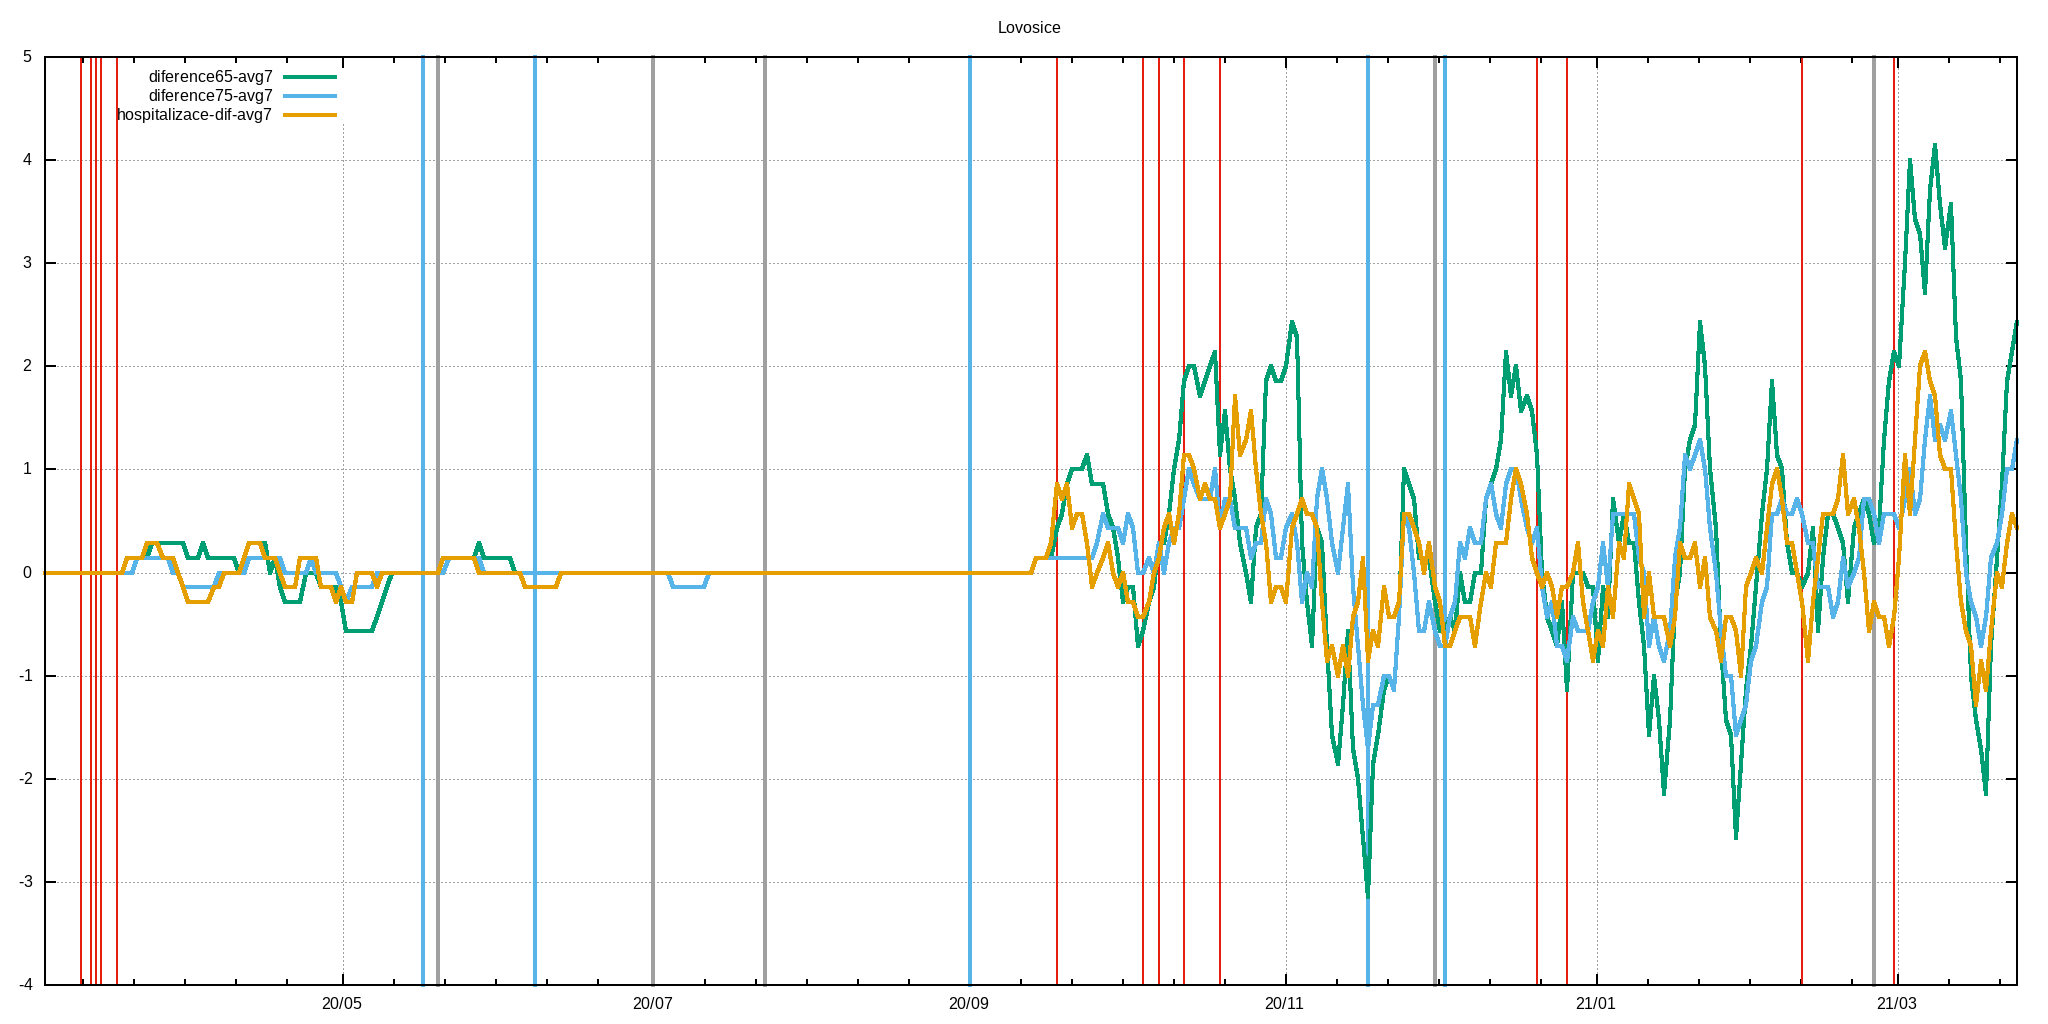 Lovosice
5
diference65-avg7
diference75-avg7
hospitalizace-dif-avg7
4
3
2
1
0
-1
-2
-3
-4
20/05 20/07 20/09 20/11 21/01 21/03